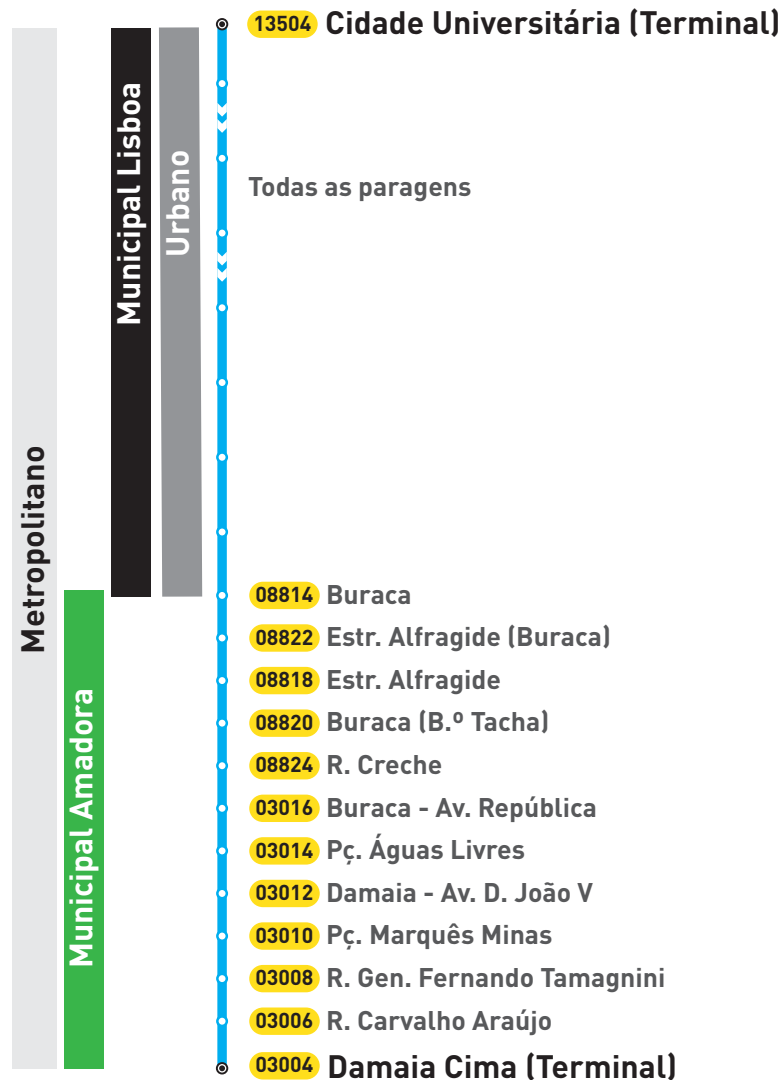 13504 Cidade Universitária (Terminal)
Metropolitano
Municipal Lisboa
Urbano
Municipal Amadora
Todas as paragens
08814 Buraca
08822 Estr. Alfragide (Buraca)
08818 Estr. Alfragide
08820 Buraca (B.º Tacha)
08824 R. Creche
03016 Buraca - Av. República
03014 Pç. Águas Livres
03012 Damaia - Av. D. João V
03010 Pç. Marquês Minas
03008 R. Gen. Fernando Tamagnini
03006 R. Carvalho Araújo
03004 Damaia Cima (Terminal)